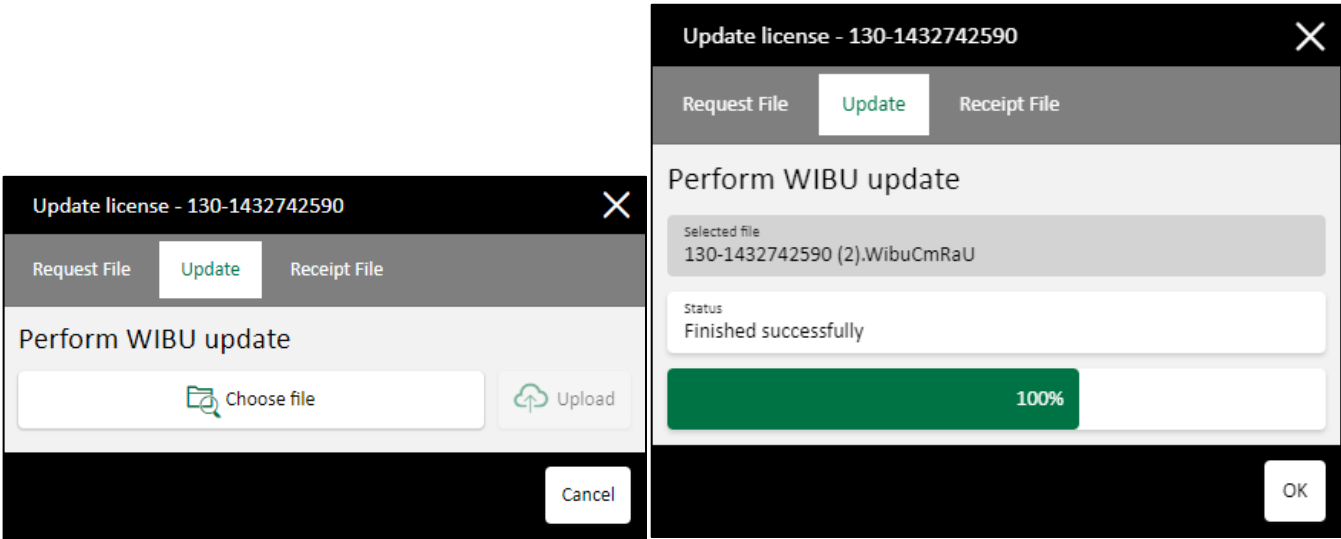 Update license - 130-1432742590
Request File Update Receipt File
Perform WIBU update
Choose file Upload
Cancel
Update license - 130-1432742590
Request File Update Receipt File
Perform WIBU update
Selected file
130-1432742590 (2).WibuCmRaU
Status
Finished successfully
100%
OK